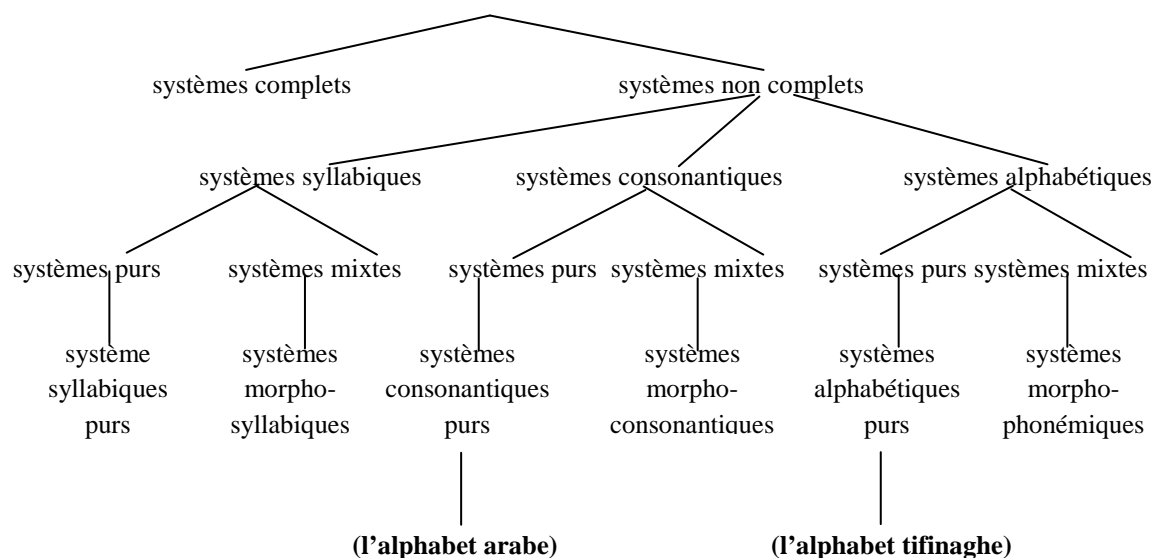 systèmes complets systèmes non complets
systèmes syllabiques systèmes consonantiques systèmes alphabétiques
systèmes purs systèmes mixtes systèmes purs systèmes mixtes systèmes purs systèmes mixtes
système systèmes systèmes systèmes systèmes systèmes
syllabiques morpho- consonantiques morpho- alphabétiques morpho-
purs syllabiques purs consonantiques purs phonémiques
(l'alphabet arabe) (l'alphabet tifinaghe)